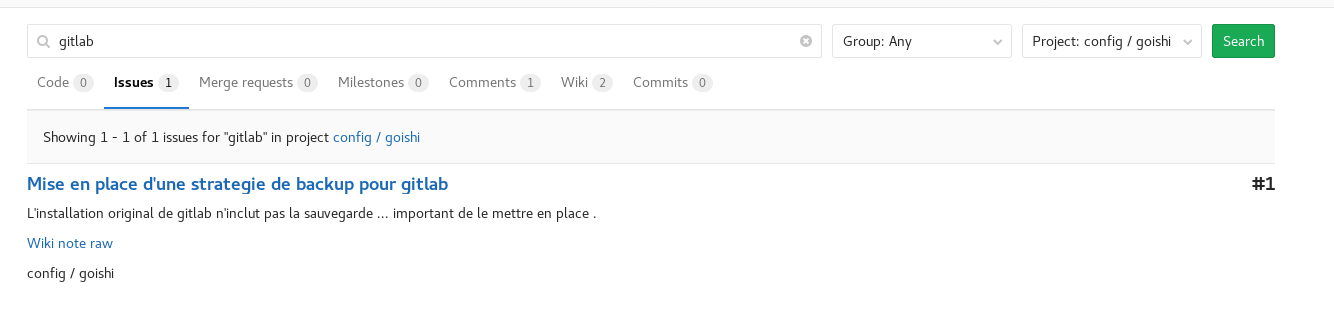 gitlab Group: Any Project: config / goishi Search
Code 0 Issues 1 Merge requests 0 Milestones 0 Comments 1 Wiki 2 Commits 0
Showing 1 - 1 of 1 issues for "gitlab" in project config / goishi
Mise en place d'une strategie de backup pour gitlab #1
L'installation original de gitlab n'inclut pas la sauvegarde ... important de le mettre en place .
Wiki note raw
config / goishi